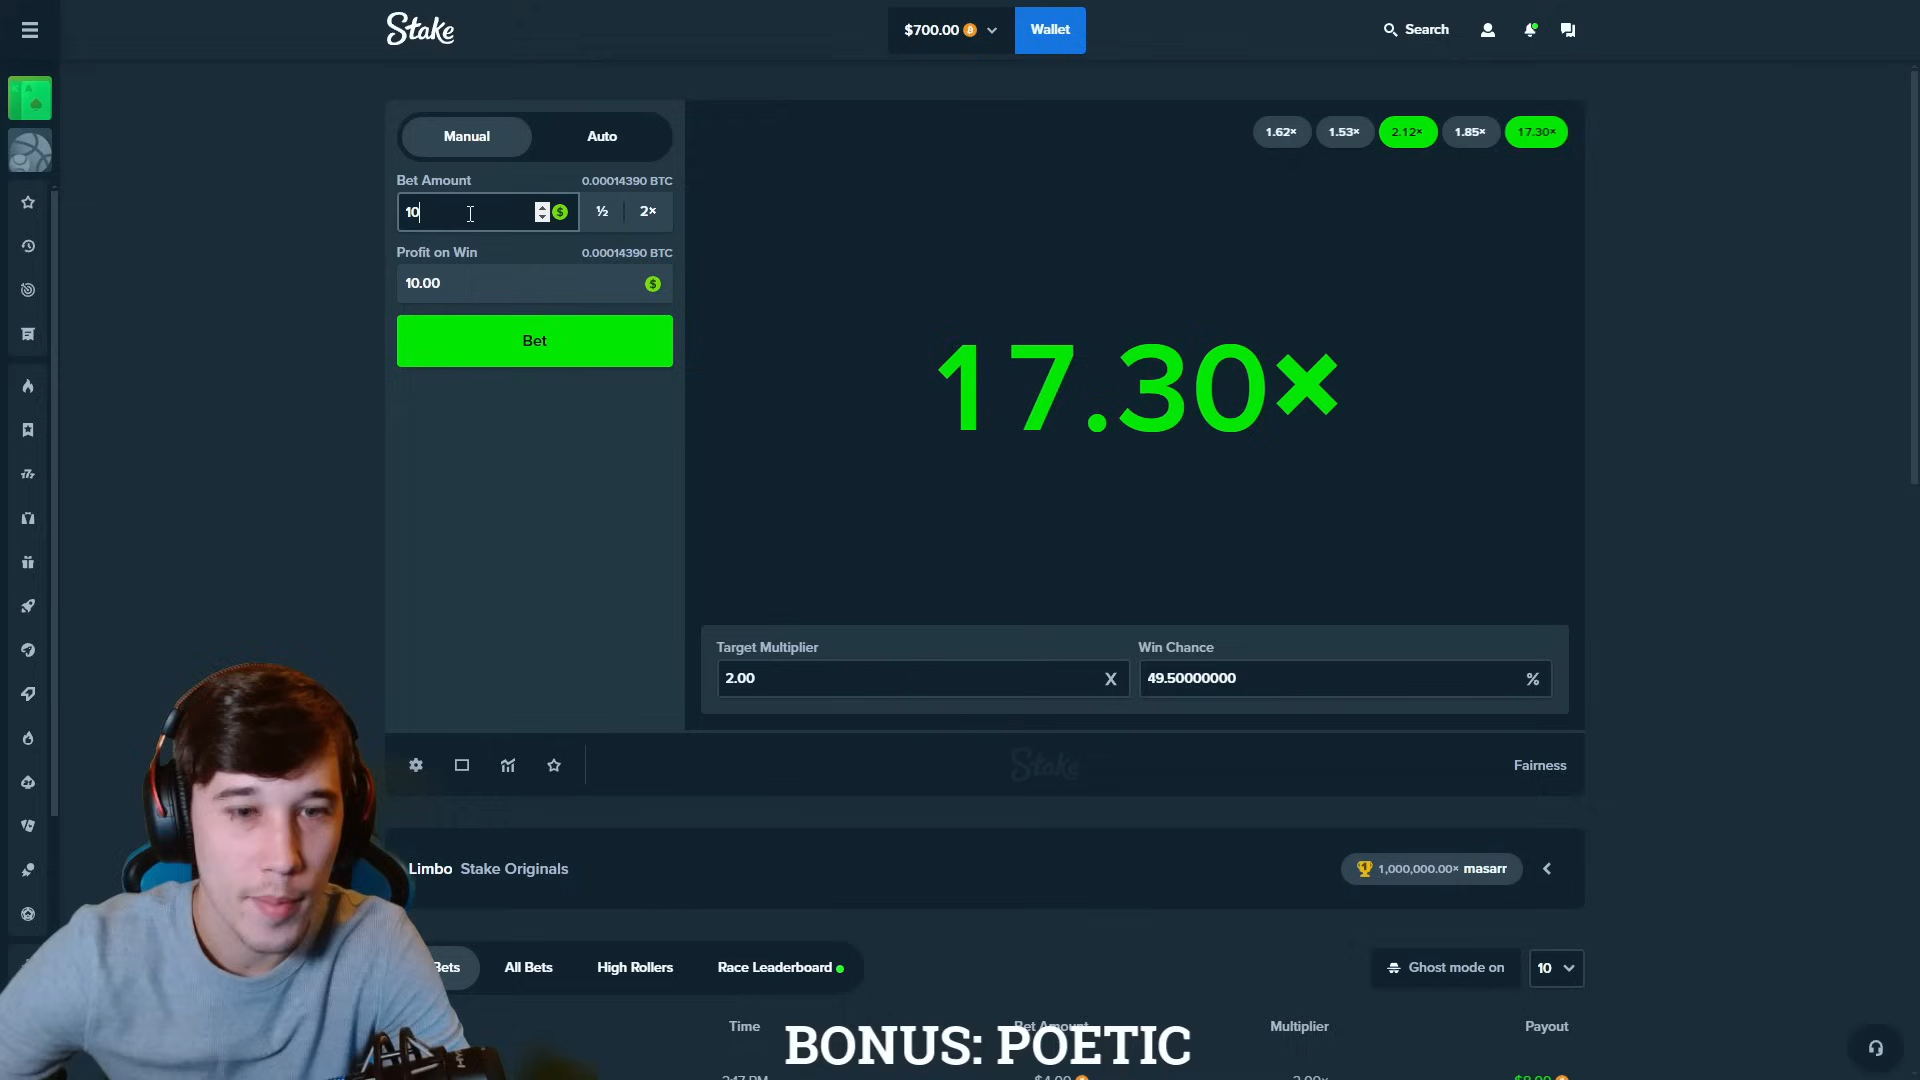 Stake
$700.00
Wallet
Search
Manual
Auto
1.62×
1.53×
2.12×
1.85×
17.30×
Bet Amount
0.00014390 BTC
10
½
2×
Profit on Win
0.00014390 BTC
10.00
Bet
17.30×
Target Multiplier
Win Chance
2.00
X
49.50000000
%
Stake
Fairness
Limbo Stake Originals
1,000,000.00× masarr
Bets
All Bets
High Rollers
Race Leaderboard
Ghost mode on
10
Time
Bet Amount
Multiplier
Payout
BONUS: POETIC